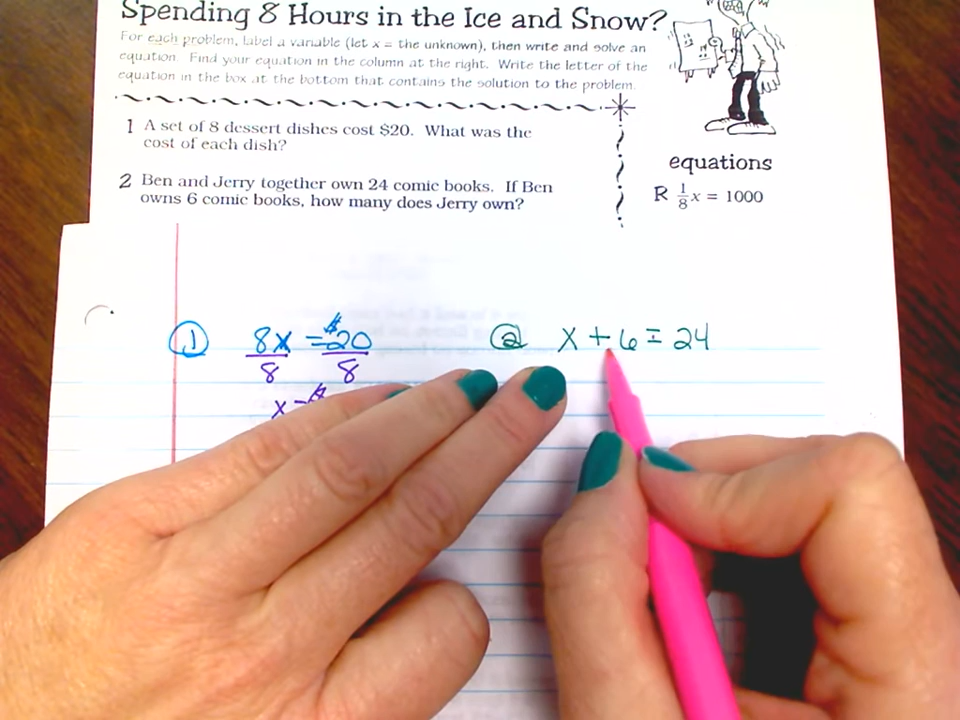 Spending 8 Hours in the Ice and Snow?
For each problem, label a variable (let x = the unknown), then write and solve an
equation. Find your equation in the column at the right. Write the letter of the
equation in the box at the bottom that contains the solution to the problem.
1 A set of 8 dessert dishes cost $20. What was the
cost of each dish?
2 Ben and Jerry together own 24 comic books. If Ben
owns 6 comic books, how many does Jerry own?
equations
R 1/8 x = 1000
① 8x = $20
8 8
x = $
② x + 6 = 24